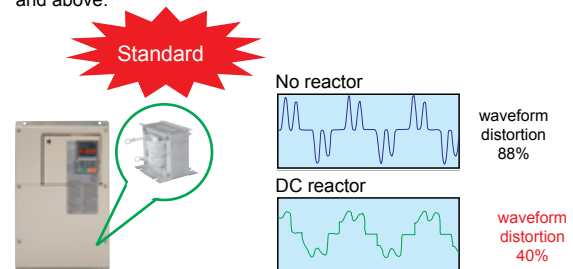 and above.
Standard
No reactor
waveform
distortion
88%
DC reactor
waveform
distortion
40%